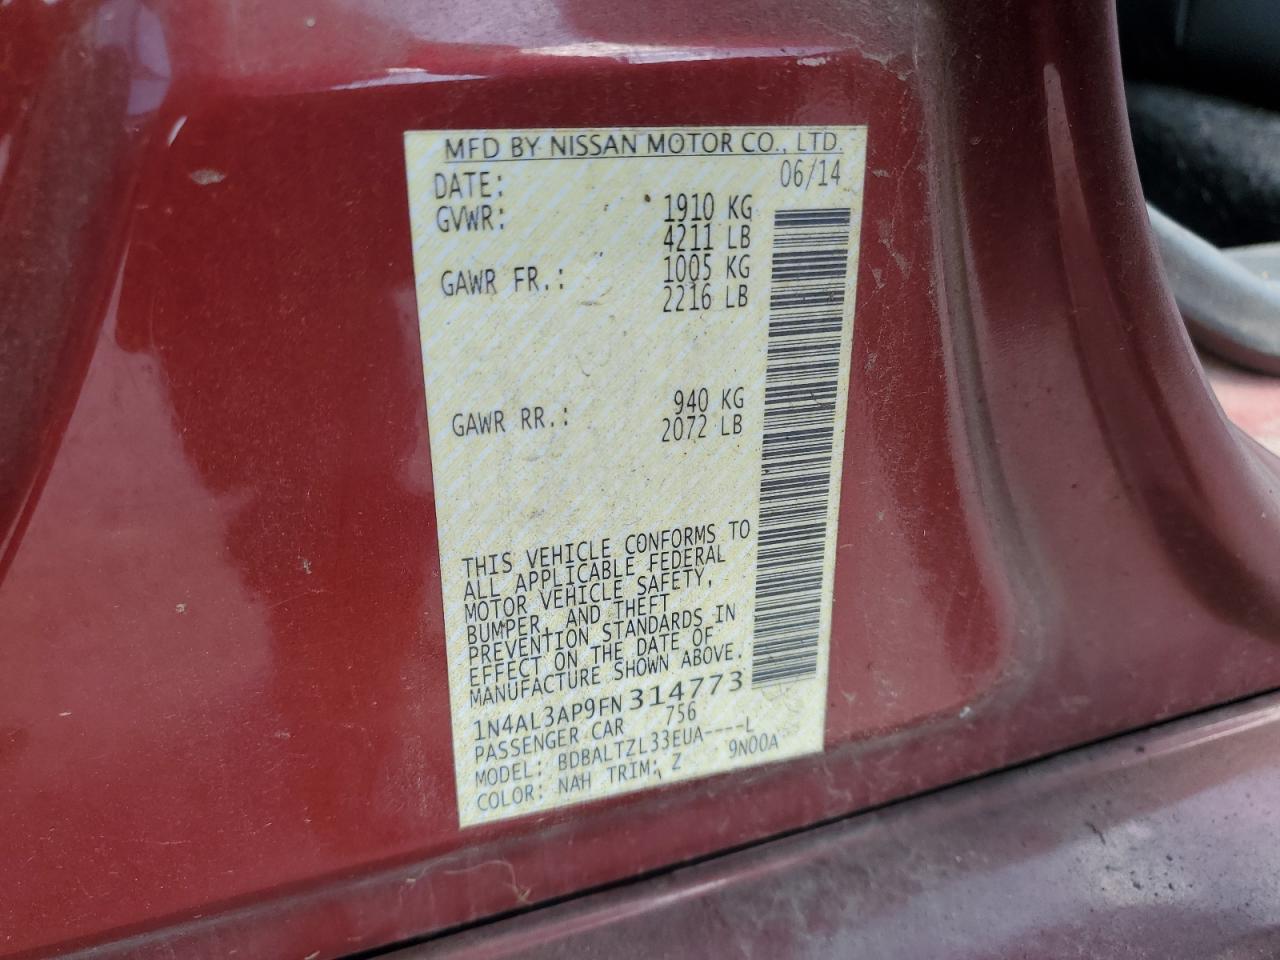 MFD BY NISSAN MOTOR CO., LTD.
DATE: 06/14
GVWR: 1910 KG
4211 LB
GAWR FR.: 1005 KG
2216 LB
GAWR RR.: 940 KG
2072 LB
THIS VEHICLE CONFORMS TO
ALL APPLICABLE FEDERAL
MOTOR VEHICLE SAFETY,
BUMPER, AND THEFT
PREVENTION STANDARDS IN
EFFECT ON THE DATE OF
MANUFACTURE SHOWN ABOVE.
1N4AL3AP9FN314773
PASSENGER CAR 756
MODEL: BDBALTZL33EUA----L
COLOR: NAH TRIM: Z 9N00A